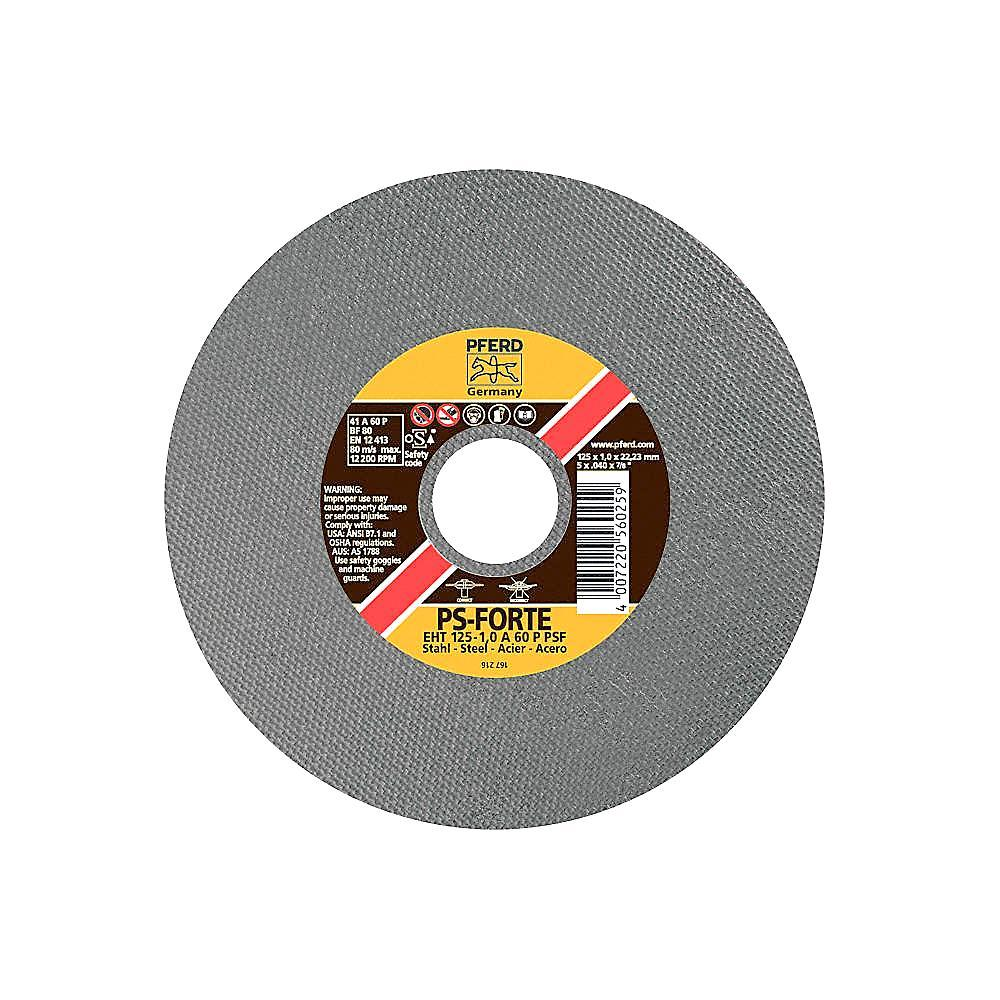 PFERD
Germany
41 A 60 P
BF 80
EN 12 413
80 m/s max.
12 200 RPM
Safety
code
www.pferd.com
125 x 1,0 x 22,23 mm
5 x .040 x 7/8 "
WARNING:
Improper use may
cause property damage
or serious injuries.
Comply with:
USA: ANSI B7.1 and
OSHA regulations.
AUS: AS 1788
Use safety goggles
and machine
guards.
4 007220 560259
CORRECT
INCORRECT
PS-FORTE
EHT 125-1,0 A 60 P PSF
Stahl - Steel - Acier - Acero
167 216